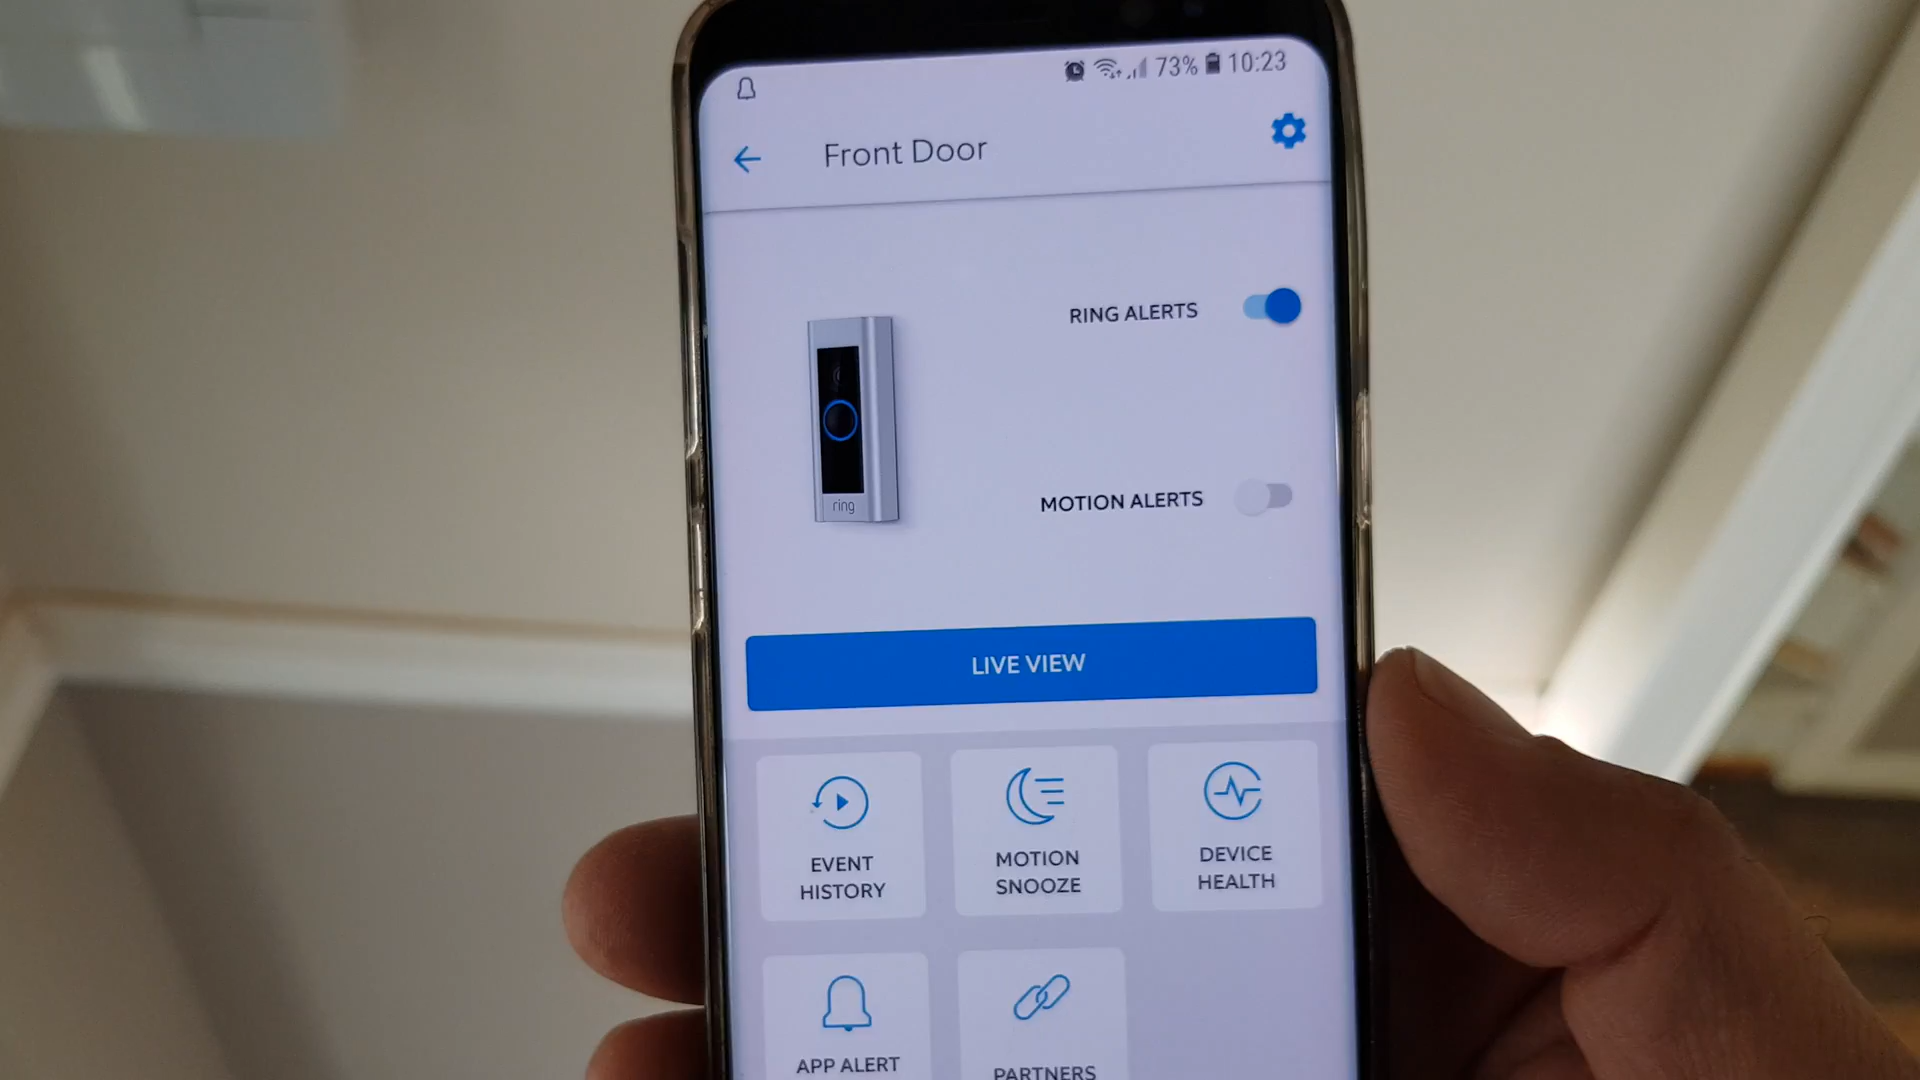 73% 10:23
Front Door
RING ALERTS
ring
MOTION ALERTS
LIVE VIEW
EVENT
HISTORY
MOTION
SNOOZE
DEVICE
HEALTH
APP ALERT
PARTNERS